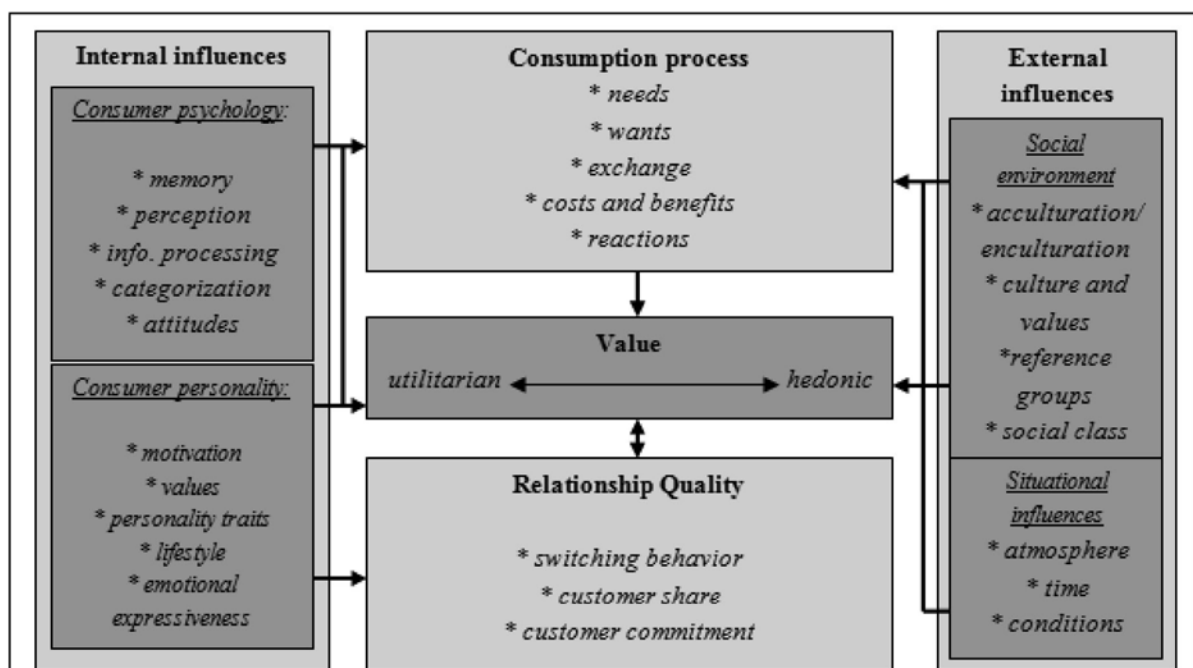 Internal influences
Consumer psychology:
* memory
* perception
* info. processing
* categorization
* attitudes
Consumer personality:
* motivation
* values
* personality traits
* lifestyle
* emotional
expressiveness
Consumption process
* needs
* wants
* exchange
* costs and benefits
* reactions
Value
utilitarian hedonic
Relationship Quality
* switching behavior
* customer share
* customer commitment
External
influences
Social
environment
* acculturation/
enculturation
* culture and
values
*reference
groups
* social class
Situational
influences
* atmosphere
* time
* conditions